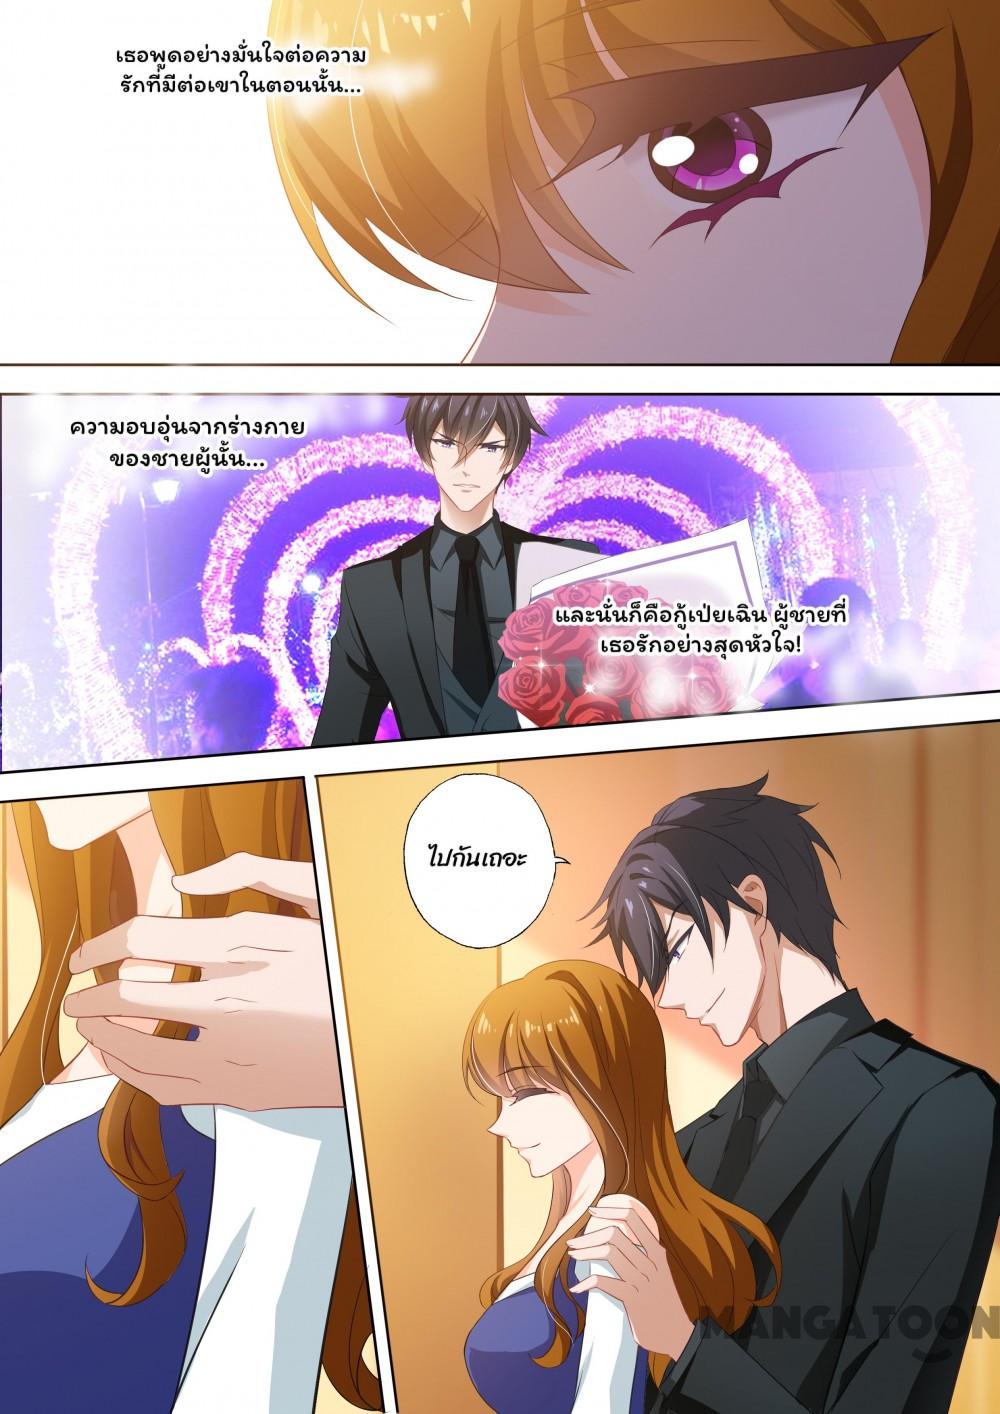 เธอพูดอย่างมั่นใจต่อความ
รักที่มีต่อเขาในตอนนั้น...
ความอบอุ่นจากร่างกาย
ของชายผู้นั้น...
และนั่นก็คือกู้เป่ยเฉิน ผู้ชายที่
เธอรักอย่างสุดหัวใจ!
ไปกันเถอะ
MANGATOON